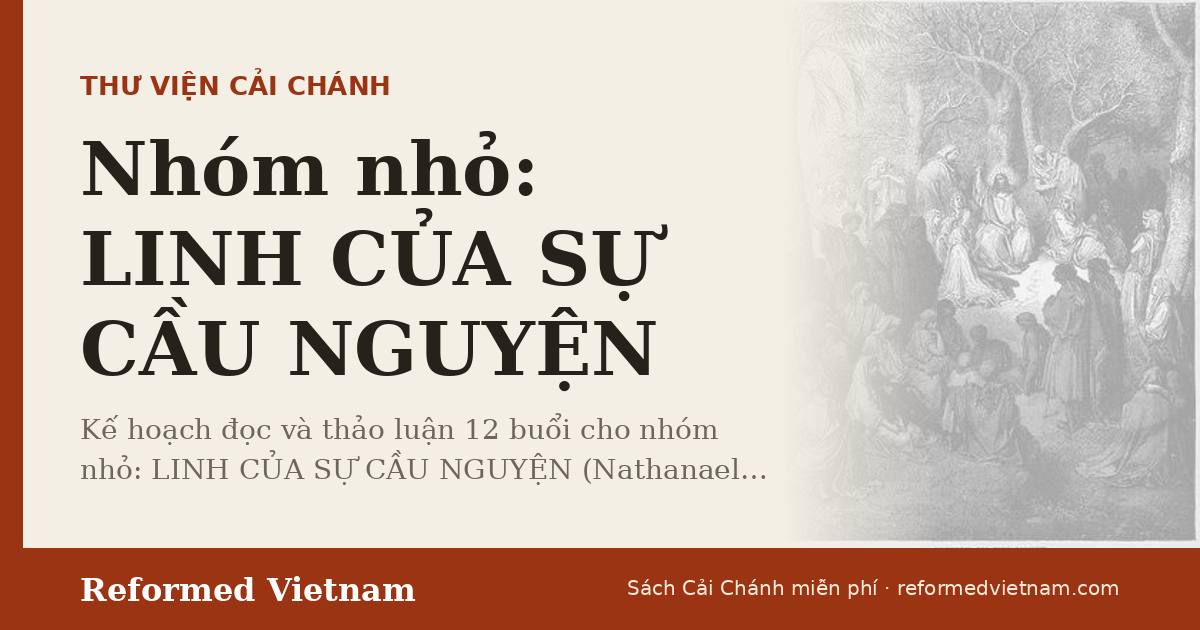 THƯ VIỆN CẢI CHÁNH
Nhóm nhỏ:
LINH CỦA SỰ
CẦU NGUYỆN
Kế hoạch đọc và thảo luận 12 buổi cho nhóm
nhỏ: LINH CỦA SỰ CẦU NGUYỆN (Nathanael...
Reformed Vietnam
Sách Cải Chánh miễn phí · reformedvietnam.com